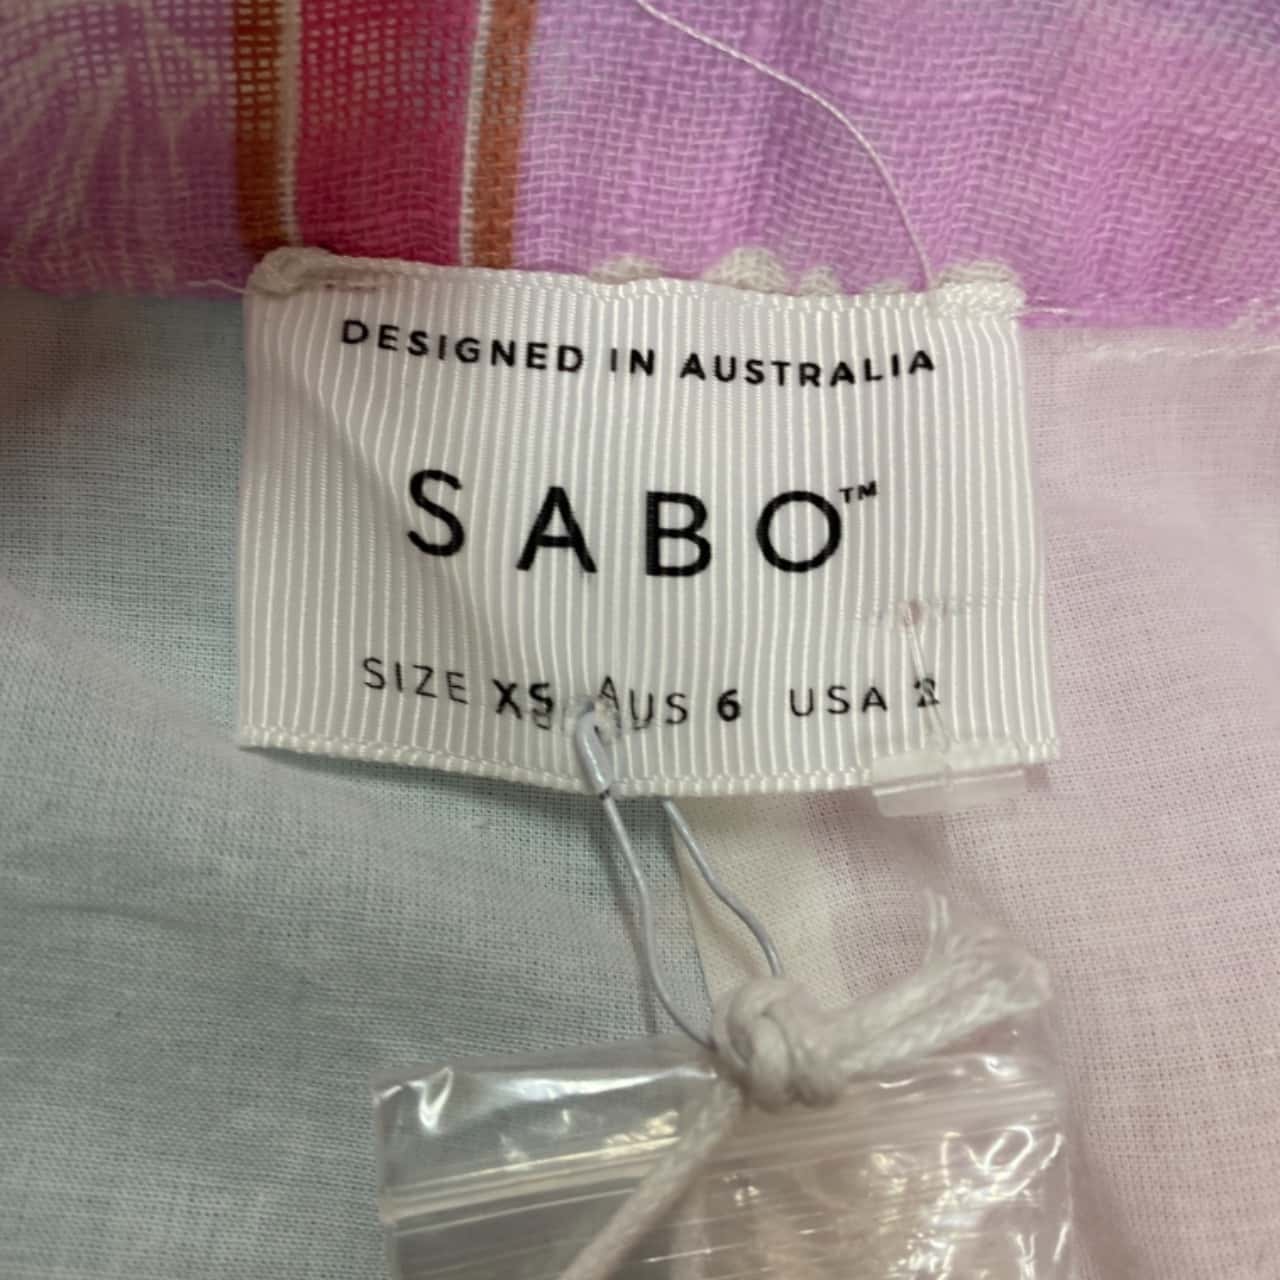 DESIGNED IN AUSTRALIA
SABO™
SIZE XS AUS 6 USA 2